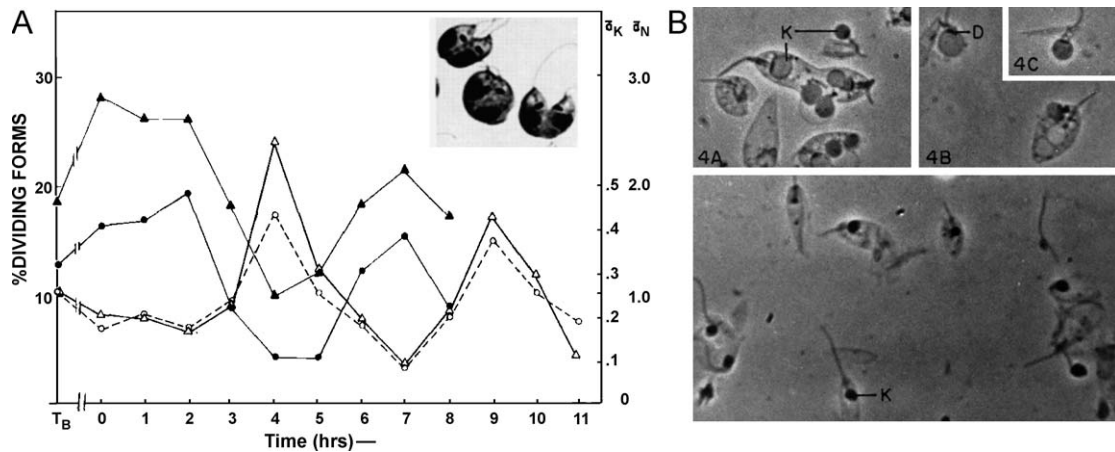 A
ā_K ā_N
30
3.0
20
.5 2.0
.4
.3
10
1.0
.2
.1
0
%DIVIDING FORMS
T_B 0 1 2 3 4 5 6 7 8 9 10 11
Time (hrs) —
B
K
4A
D
4B
4C
K